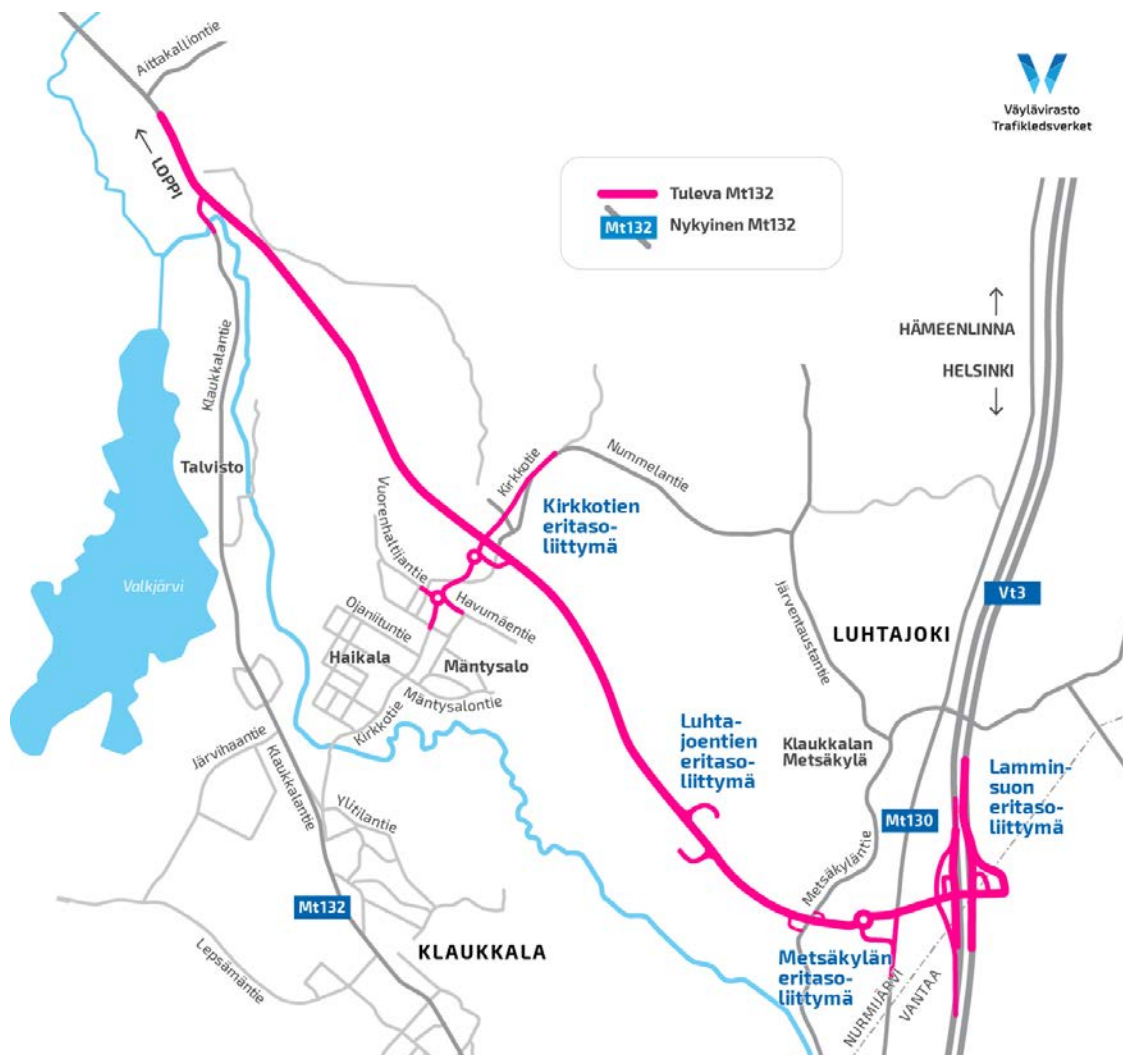 Aittakalliontie
Väylävirasto
Trafikledsverket
LOPPI
Tuleva Mt132
Mt132
Nykyinen Mt132
HÄMEENLINNA
HELSINKI
Klaukkalantie
Talvisto
Kirkkotie
Nummelantie
Kirkkotien
eritaso-
liittymä
Vuorenhaltijantie
Valkjärvi
Havumäentie
Ojaniituntie
Vt3
Järventaustantie
LUHTAJOKI
Haikala
Mäntysalo
Mäntysalontie
Kirkkotie
Luhta-
joentien
eritaso-
liittymä
Klaukkalan
Metsäkylä
Järvihaantie
Klaukkalantie
Lammin-
suon
eritaso-
liittymä
Ylitilantie
Mt130
Metsäkyläntie
Mt132
KLAUKKALA
Lepsämäntie
Metsäkylän
eritaso-
liittymä
NURMIJÄRVI
VANTAA